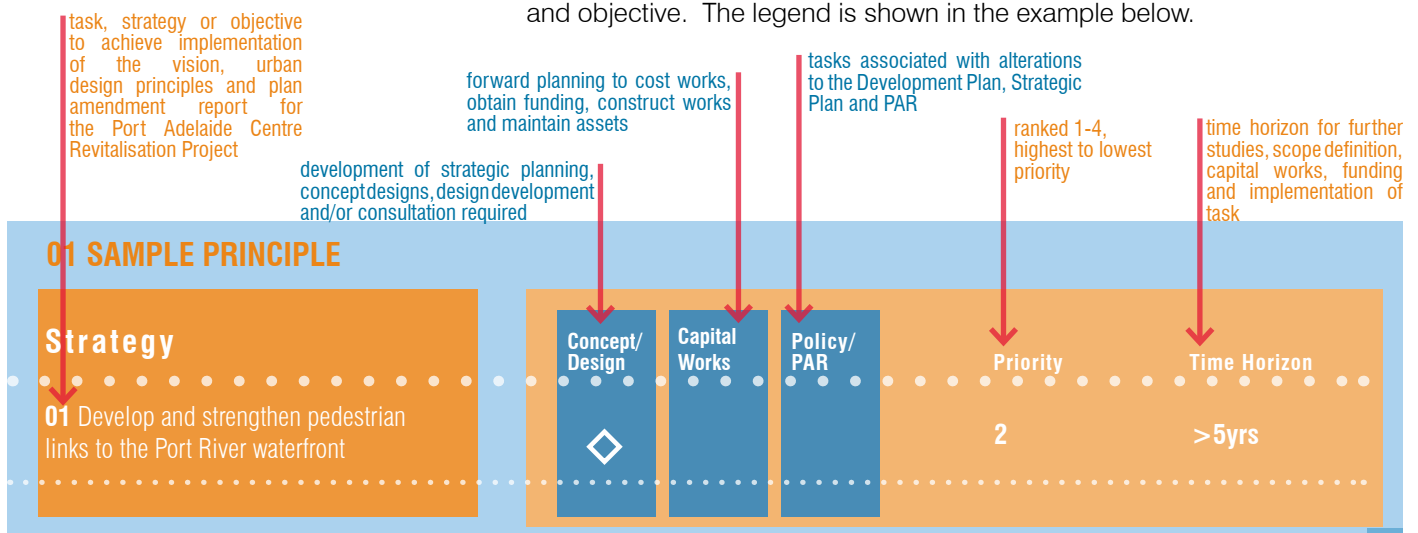 and objective. The legend is shown in the example below.
task, strategy or objective
to achieve implementation
of the vision, urban
design principles and plan
amendment report for
the Port Adelaide Centre
Revitalisation Project
forward planning to cost works,
obtain funding, construct works
and maintain assets
tasks associated with alterations
to the Development Plan, Strategic
Plan and PAR
development of strategic planning,
concept designs, design development
and/or consultation required
ranked 1-4,
highest to lowest
priority
time horizon for further
studies, scope definition,
capital works, funding
and implementation of
task
01 SAMPLE PRINCIPLE
Strategy
Concept/
Design
Capital
Works
Policy/
PAR
Priority
Time Horizon
01 Develop and strengthen pedestrian
links to the Port River waterfront
2
>5yrs